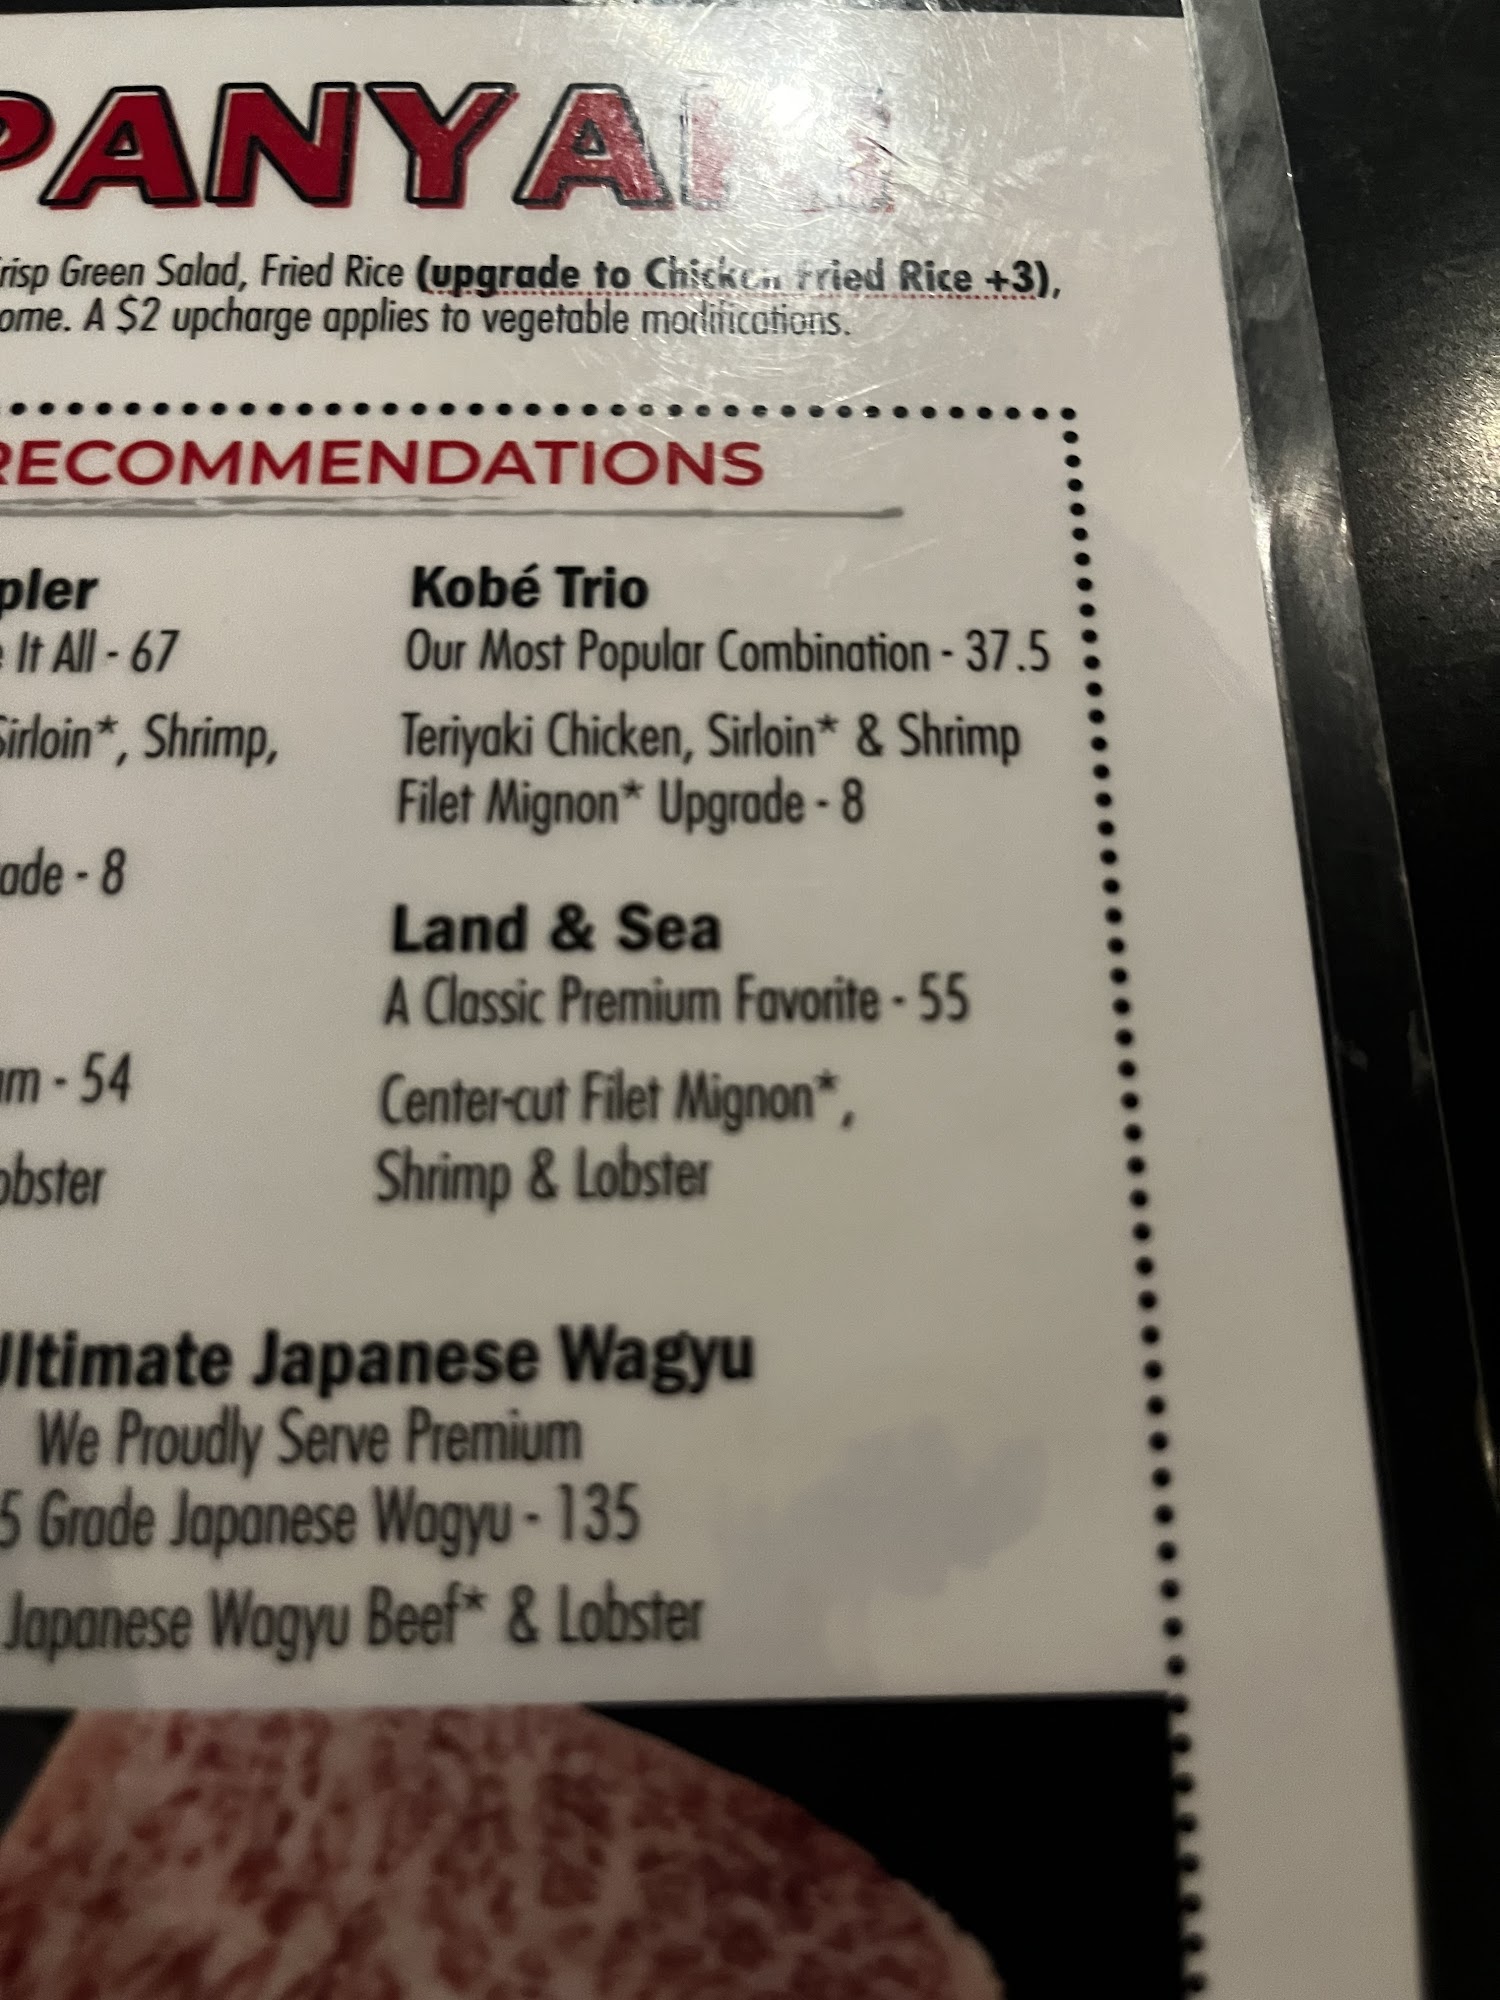 PANYAKI
risp Green Salad, Fried Rice (upgrade to Chicken Fried Rice +3),
ome. A $2 upcharge applies to vegetable modifications.
RECOMMENDATIONS
pler
It All - 67
Sirloin*, Shrimp,
ade - 8
um - 54
obster
Kobé Trio
Our Most Popular Combination - 37.5
Teriyaki Chicken, Sirloin* & Shrimp
Filet Mignon* Upgrade - 8
Land & Sea
A Classic Premium Favorite - 55
Center-cut Filet Mignon*,
Shrimp & Lobster
Ultimate Japanese Wagyu
We Proudly Serve Premium
5 Grade Japanese Wagyu - 135
Japanese Wagyu Beef* & Lobster